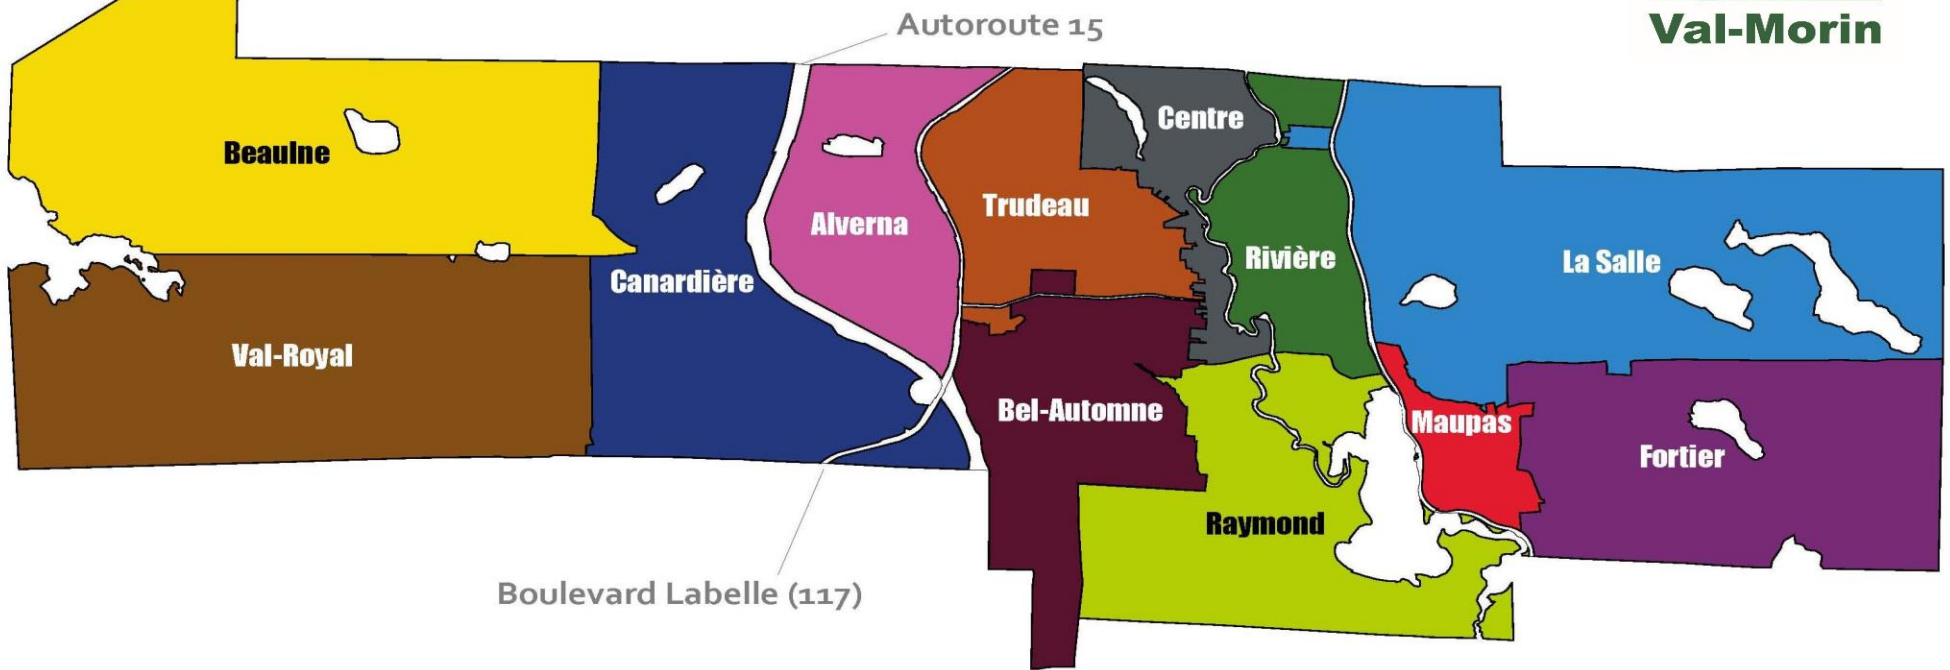 Autoroute 15
Val-Morin
Centre
Beaulne
Trudeau
Alverna
Rivière
La Salle
Canardière
Val-Royal
Bel-Automne
Maupas
Fortier
Raymond
Boulevard Labelle (117)